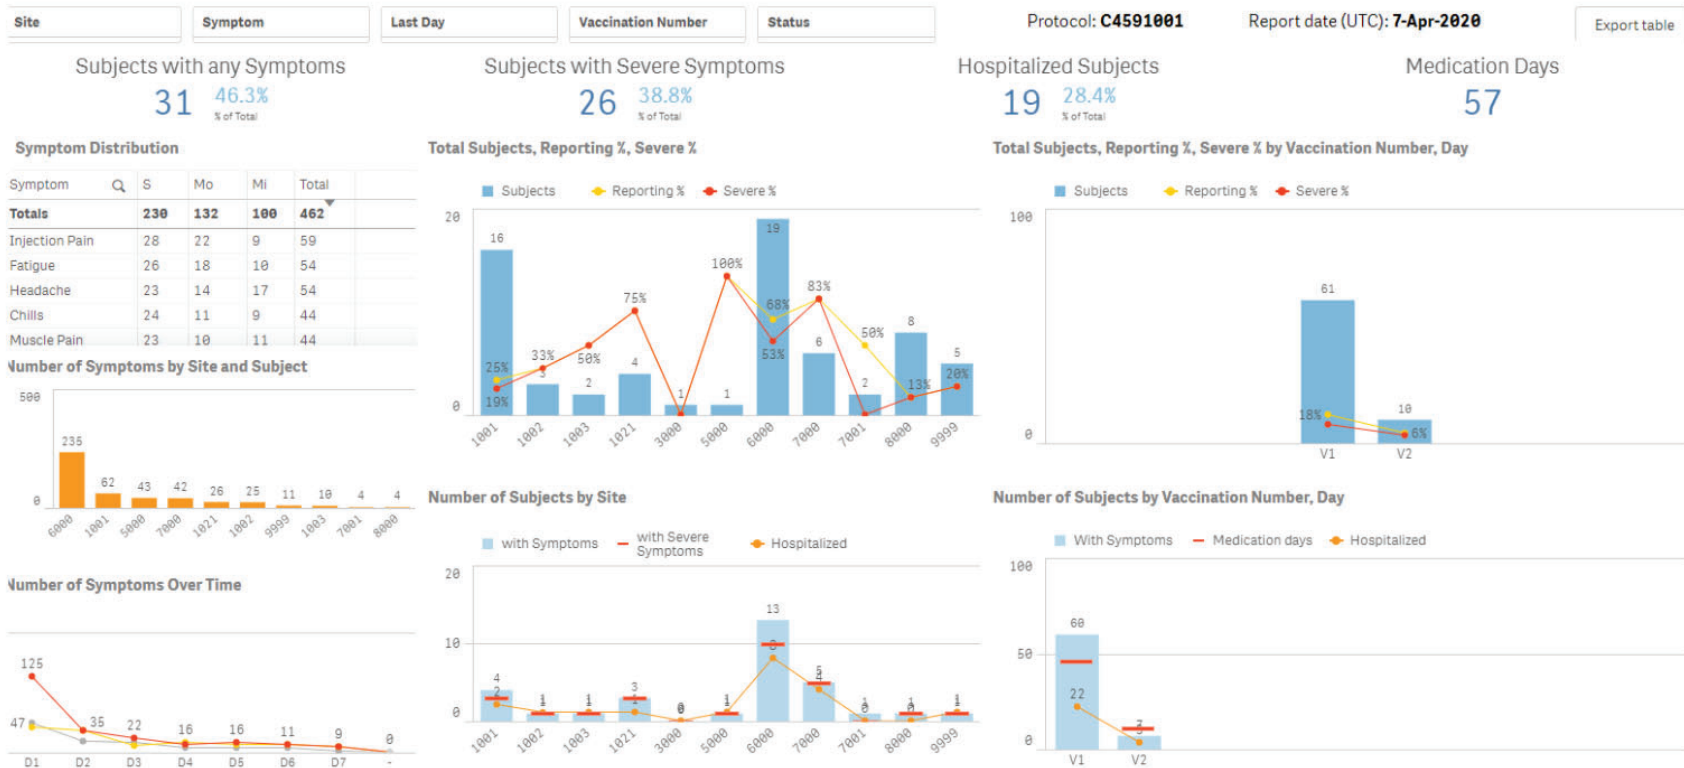 Site Symptom Last Day Vaccination Number Status Protocol: C4591001 Report date (UTC): 7-Apr-2020 Export table
Subjects with any Symptoms Subjects with Severe Symptoms Hospitalized Subjects Medication Days
31 46.3% 26 38.8% 19 28.4% 57
% of Total % of Total % of Total
Symptom Distribution
Symptom S Mo Mi Total
Totals 230 132 100 462
Injection Pain 28 22 9 59
Fatigue 26 18 10 54
Headache 23 14 17 54
Chills 24 11 9 44
Muscle Pain 23 10 11 44
Total Subjects, Reporting %, Severe %
Subjects Reporting % Severe %
20
0
16 3 2 4 1 1 19 6 2 8 5
25% 33% 75% 100% 68% 83% 50%
19% 50% 53% 13% 20%
1001 1002 1003 1021 3000 5000 6000 7000 7001 8000 9999
Total Subjects, Reporting %, Severe % by Vaccination Number, Day
Subjects Reporting % Severe %
100
0
61 10
18% 6%
V1 V2
Number of Symptoms by Site and Subject
500
0
235 62 43 42 26 25 11 10 4 4
6000 1001 5000 7000 1021 1002 9999 1003 7001 8000
Number of Subjects by Site
with Symptoms with Severe Symptoms Hospitalized
20
10
0
4 1 1 3 0 1 13 5 1 1 1
2 1 8 4 0
1001 1002 1003 1021 3000 5000 6000 7000 7001 8000 9999
Number of Subjects by Vaccination Number, Day
With Symptoms Medication days Hospitalized
100
50
0
60
22
V1 V2
Number of Symptoms Over Time
125
47 35 22 16 16 11 9 0
D1 D2 D3 D4 D5 D6 D7 -